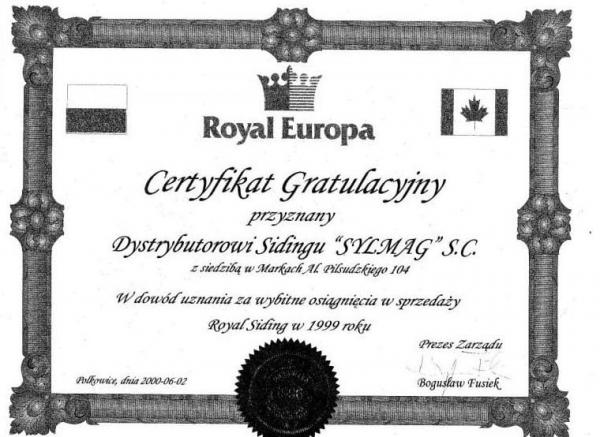 Royal Europa
Certyfikat Gratulacyjny
przyznany
Dystrybutorowi Sidingu "SYLMAG" S.C.
z siedzibą w Markach Al. Piłsudzkiego 104
W dowód uznania za wybitne osiągnięcia w sprzedaży
Royal Siding w 1999 roku
Prezes Zarządu
Polkowice, dnia 2000-06-02
Bogusław Fusiek